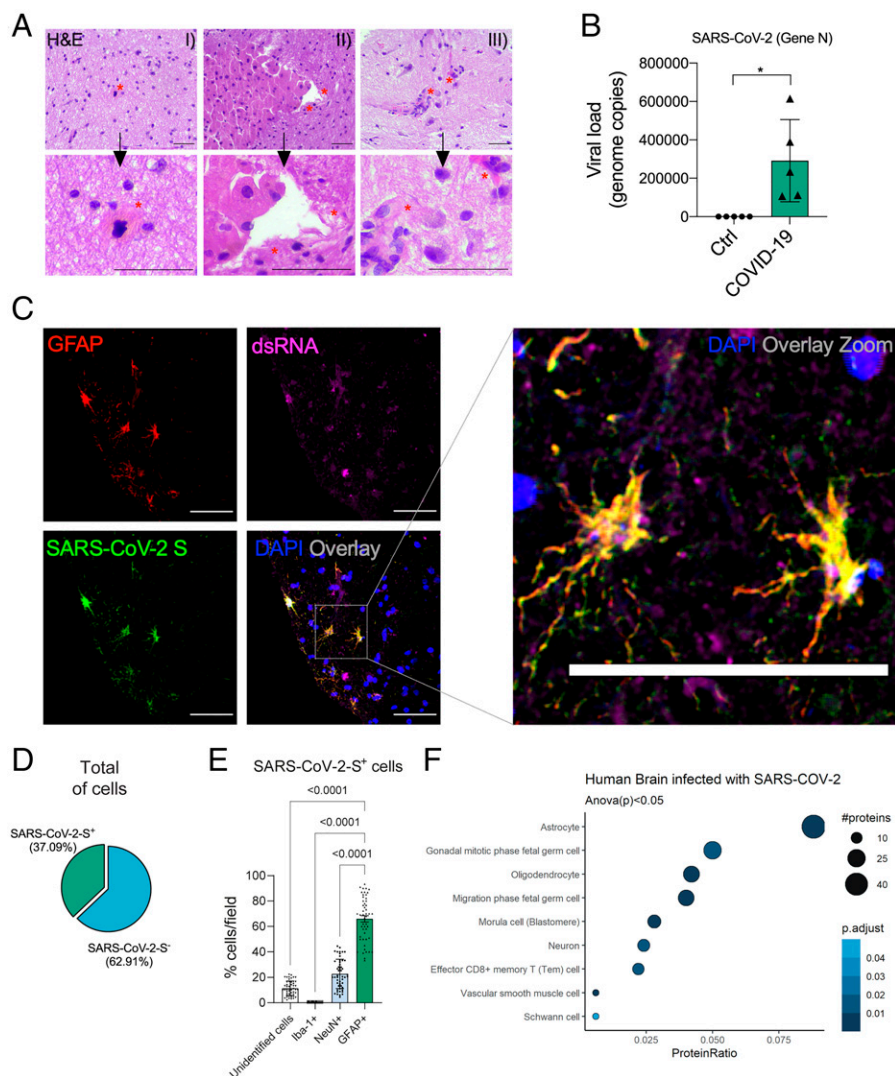 A
H&E
I)
II)
III)
*
*
*
*
*
*
*
*
*
*
B
SARS-CoV-2 (Gene N)
*
Viral load
(genome copies)
800000
600000
400000
200000
0
Ctrl
COVID-19
C
GFAP
dsRNA
SARS-CoV-2 S
DAPI Overlay
DAPI Overlay Zoom
D
Total
of cells
SARS-CoV-2-S+
(37.09%)
SARS-CoV-2-S-
(62.91%)
E
SARS-CoV-2-S+ cells
<0.0001
<0.0001
<0.0001
% cells/field
100
80
60
40
20
0
Unidentified cells
Iba-1+
NeuN+
GFAP+
F
Human Brain infected with SARS-COV-2
Anova(p)<0.05
Astrocyte
Gonadal mitotic phase fetal germ cell
Oligodendrocyte
Migration phase fetal germ cell
Morula cell (Blastomere)
Neuron
Effector CD8+ memory T (Tem) cell
Vascular smooth muscle cell
Schwann cell
0.025
0.050
0.075
ProteinRatio
#proteins
10
25
40
p.adjust
0.04
0.03
0.02
0.01